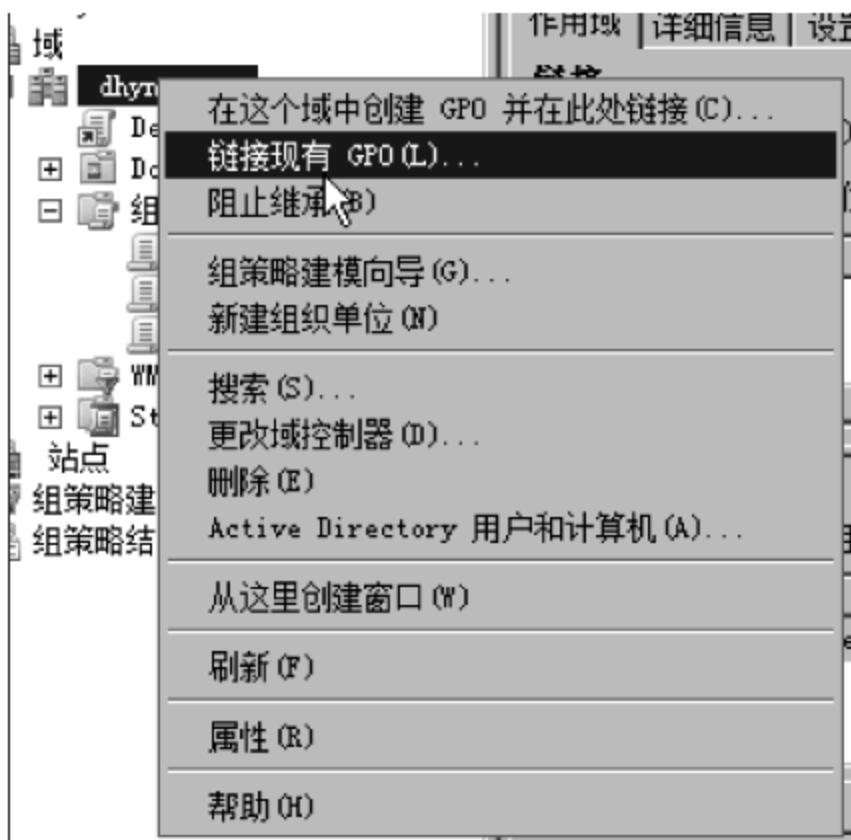 作用域 详细信息 设置
域
链接
dhyn
在这个域中创建 GPO 并在此处链接(C)...
De
链接现有 GPO(L)...
Do
阻止继承(B)
组
组策略建模向导(G)...
新建组织单位(N)
WM
搜索(S)...
St
更改域控制器(D)...
站点
删除(E)
组策略建
Active Directory 用户和计算机(A)...
组策略结
从这里创建窗口(W)
刷新(F)
属性(R)
帮助(H)